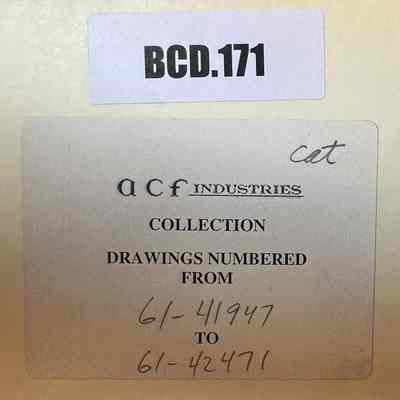 BCD.171
cat
acf INDUSTRIES
COLLECTION
DRAWINGS NUMBERED
FROM
61-41947
TO
61-42471